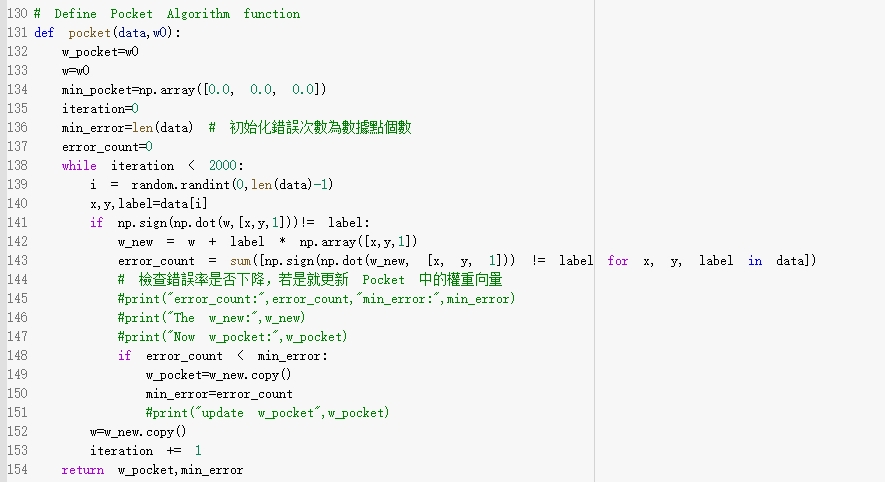 130 # Define Pocket Algorithm function
131 def pocket(data,w0):
132     w_pocket=w0
133     w=w0
134     min_pocket=np.array([0.0, 0.0, 0.0])
135     iteration=0
136     min_error=len(data) # 初始化錯誤次數為數據點個數
137     error_count=0
138     while iteration < 2000:
139         i = random.randint(0,len(data)-1)
140         x,y,label=data[i]
141         if np.sign(np.dot(w,[x,y,1]))!= label:
142             w_new = w + label * np.array([x,y,1])
143             error_count = sum([np.sign(np.dot(w_new, [x, y, 1])) != label for x, y, label in data])
144             # 檢查錯誤率是否下降，若是就更新 Pocket 中的權重向量
145             #print("error_count:",error_count,"min_error:",min_error)
146             #print("The w_new:",w_new)
147             #print("Now w_pocket:",w_pocket)
148             if error_count < min_error:
149                 w_pocket=w_new.copy()
150                 min_error=error_count
151                 #print("update w_pocket",w_pocket)
152         w=w_new.copy()
153         iteration += 1
154     return w_pocket,min_error